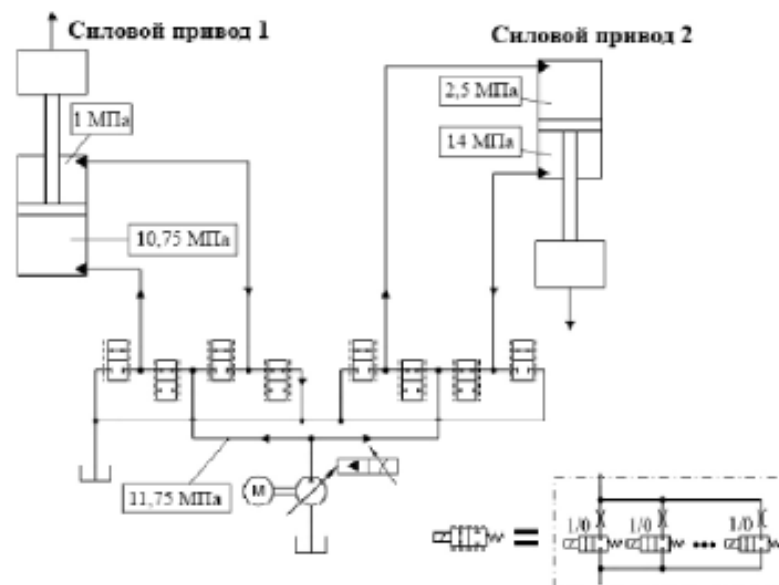 Силовой привод 1
Силовой привод 2
1 МПа
2,5 МПа
14 МПа
10,75 МПа
11,75 МПа
М
1/0
1/0
1/0